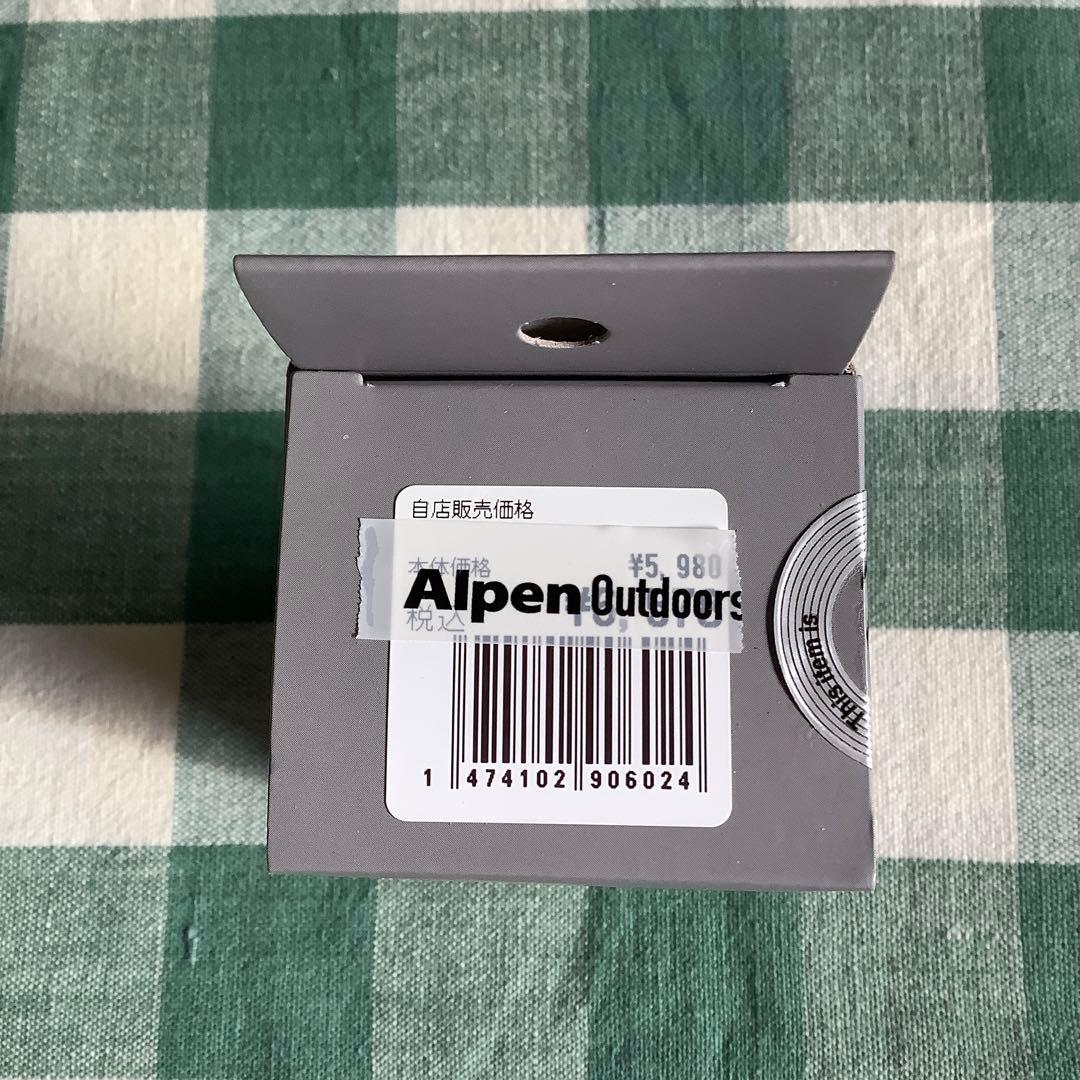 自店販売価格
本体価格 ¥5,980
Alpen Outdoors
税込
This item is
1 474102 906024